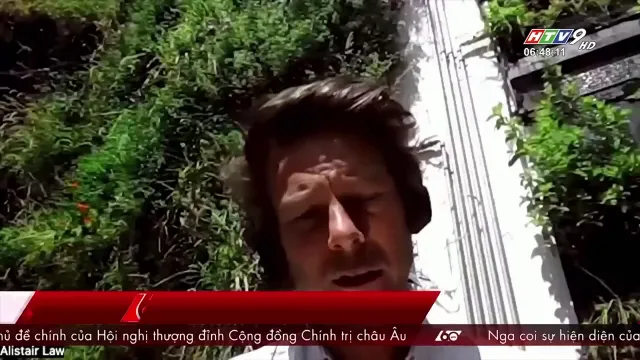 HTV9 HD
06:48:11
hủ đề chính của Hội nghị thượng đỉnh Cộng đồng Chính trị châu Âu 60 Nga coi sự hiện diện của
Alistair Law